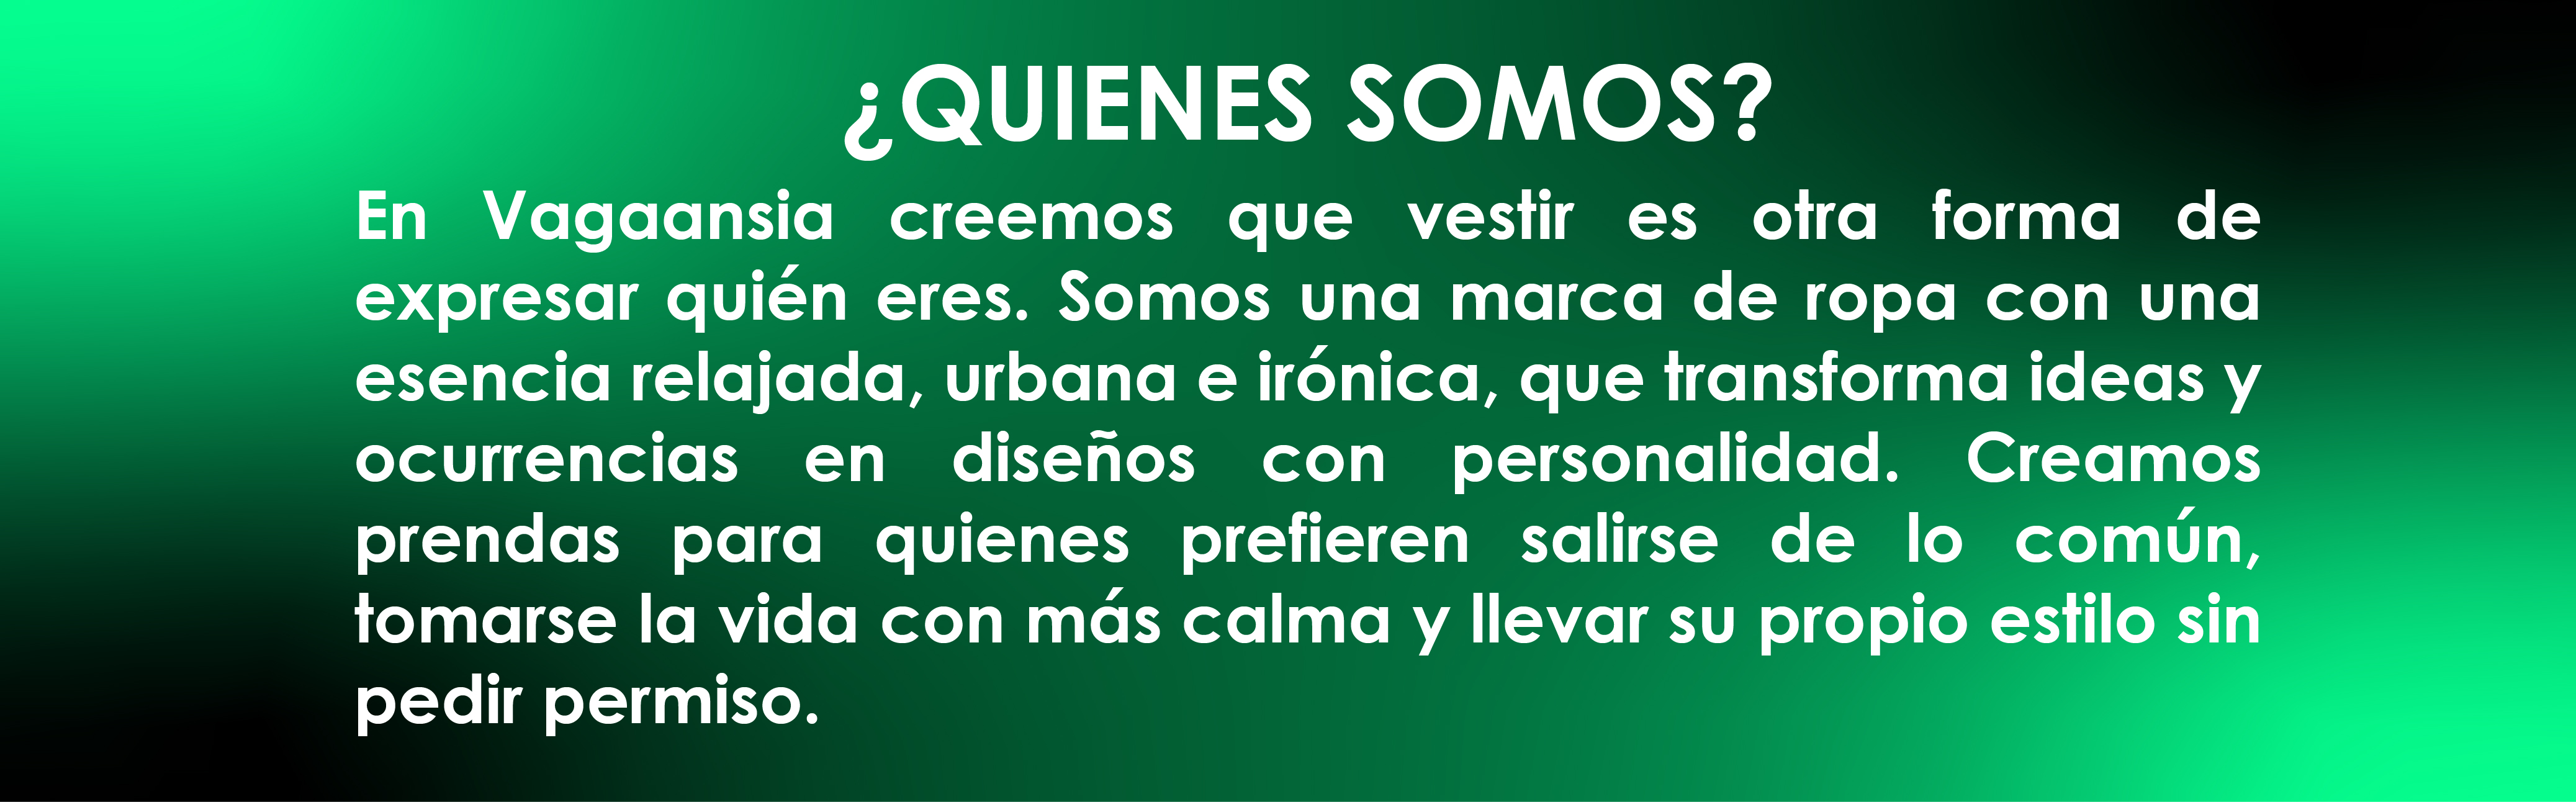 ¿QUIENES SOMOS?
En Vagaansia creemos que vestir es otra forma de
expresar quién eres. Somos una marca de ropa con una
esencia relajada, urbana e irónica, que transforma ideas y
ocurrencias en diseños con personalidad. Creamos
prendas para quienes prefieren salirse de lo común,
tomarse la vida con más calma y llevar su propio estilo sin
pedir permiso.